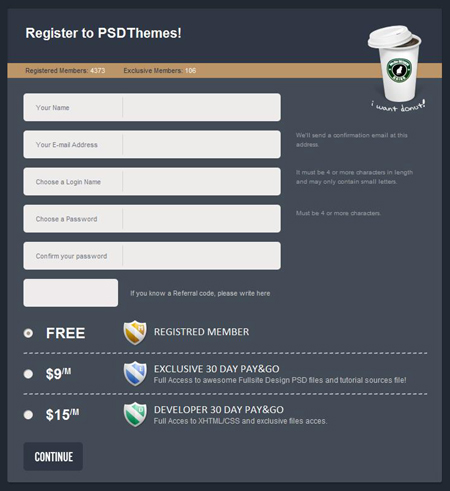 Register to PSDThemes!
Registered Members: 4373 Exclusive Members: 106
i want donut!
Your Name
Your E-mail Address
We'll send a confirmation email at this
address.
Choose a Login Name
It must be 4 or more characters in length
and may only contain small letters.
Choose a Password
Must be 4 or more characters.
Confirm your password
If you know a Referral code, please write here
FREE
REGISTRED MEMBER
$9/M
EXCLUSIVE 30 DAY PAY&GO
Full Access to awesome Fullsite Design PSD files and tutorial sources file!
$15/M
DEVELOPER 30 DAY PAY&GO
Full Acces to XHTML/CSS and exclusive files acces.
CONTINUE